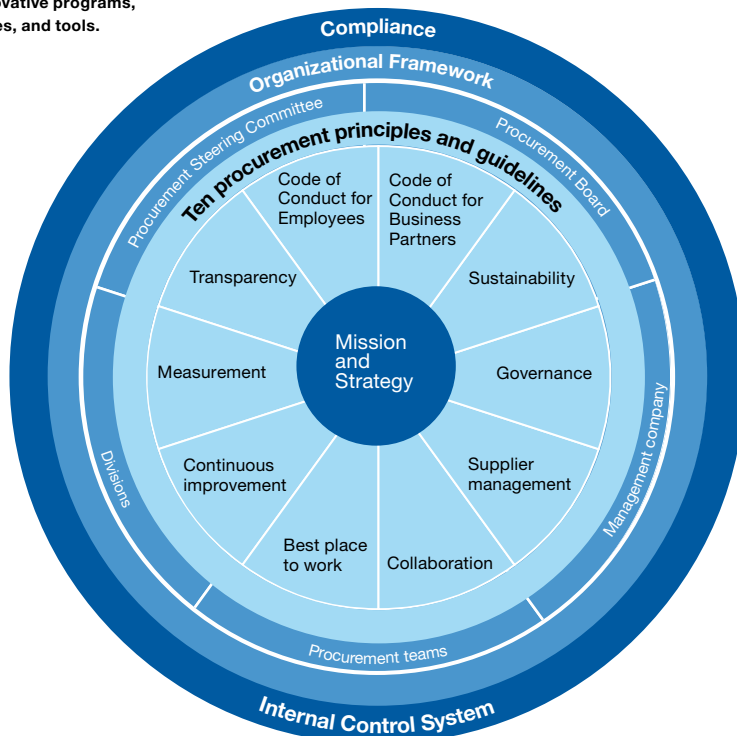 programs,
and tools.
Compliance
Organizational Framework
Procurement Steering Committee
Procurement Board
Ten procurement principles and guidelines
Code of
Conduct for
Employees
Code of
Conduct for
Business
Partners
Transparency
Sustainability
Mission
and
Strategy
Measurement
Governance
Continuous
improvement
Supplier
management
Best place
to work
Collaboration
Divisions
Management company
Procurement teams
Internal Control System